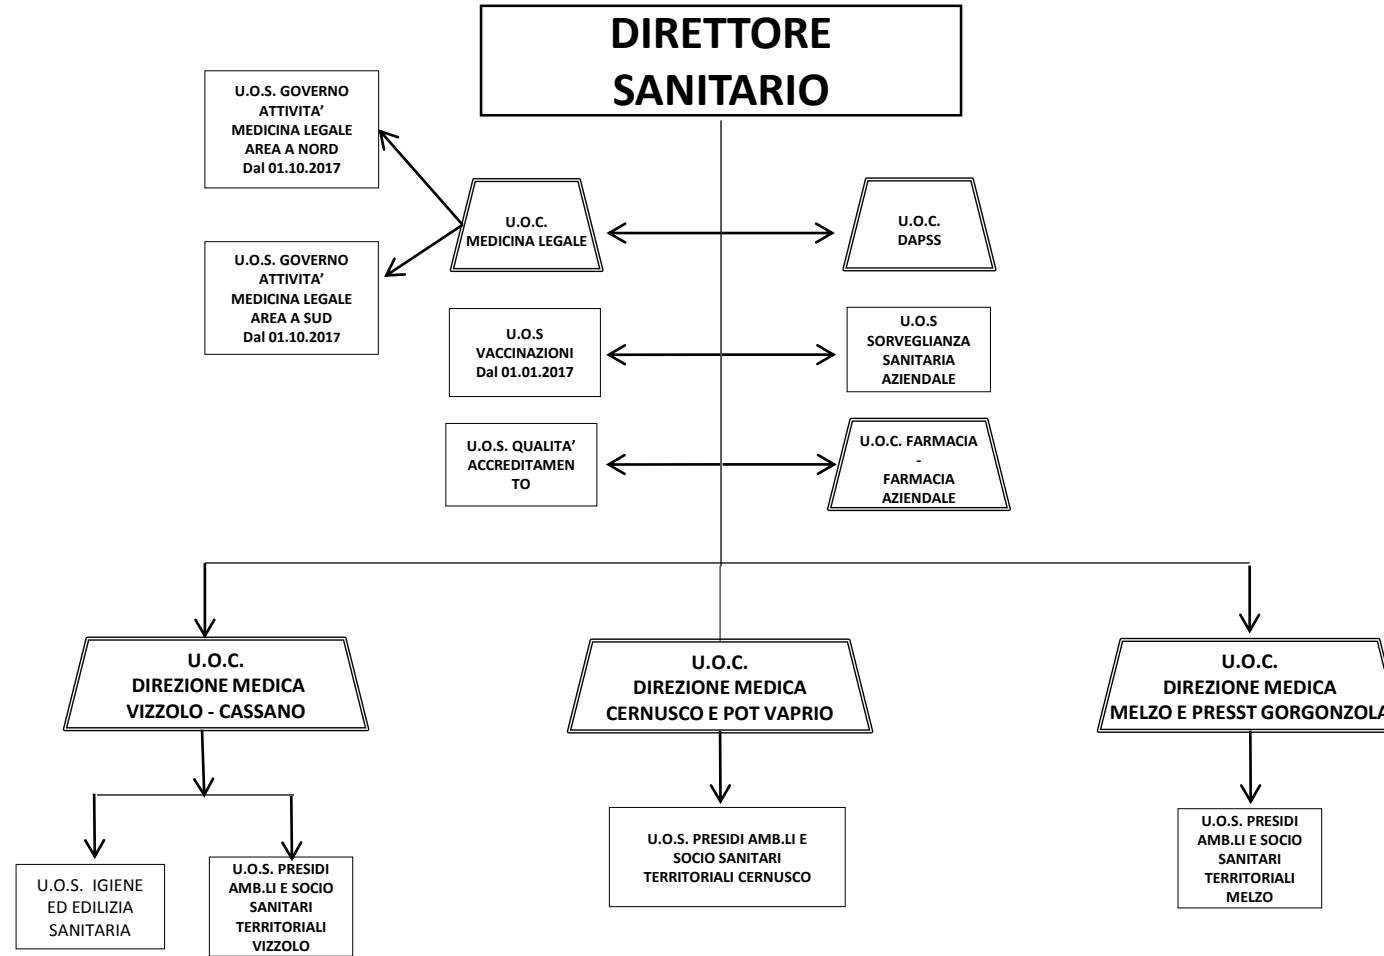 DIRETTORE
SANITARIO
U.O.S. GOVERNO
ATTIVITA’
MEDICINA LEGALE
AREA A NORD
Dal 01.10.2017
U.O.C.
MEDICINA LEGALE
U.O.C.
DAPSS
U.O.S. GOVERNO
ATTIVITA’
MEDICINA LEGALE
AREA A SUD
Dal 01.10.2017
U.O.S
VACCINAZIONI
Dal 01.01.2017
U.O.S
SORVEGLIANZA
SANITARIA
AZIENDALE
U.O.S. QUALITA’
ACCREDITAMEN
TO
U.O.C. FARMACIA
-
FARMACIA
AZIENDALE
U.O.C.
DIREZIONE MEDICA
VIZZOLO - CASSANO
U.O.C.
DIREZIONE MEDICA
CERNUSCO E POT VAPRIO
U.O.C.
DIREZIONE MEDICA
MELZO E PRESST GORGONZOLA
U.O.S. IGIENE
ED EDILIZIA
SANITARIA
U.O.S. PRESIDI
AMB.LI E SOCIO
SANITARI
TERRITORIALI
VIZZOLO
U.O.S. PRESIDI AMB.LI E
SOCIO SANITARI
TERRITORIALI CERNUSCO
U.O.S. PRESIDI
AMB.LI E SOCIO
SANITARI
TERRITORIALI
MELZO